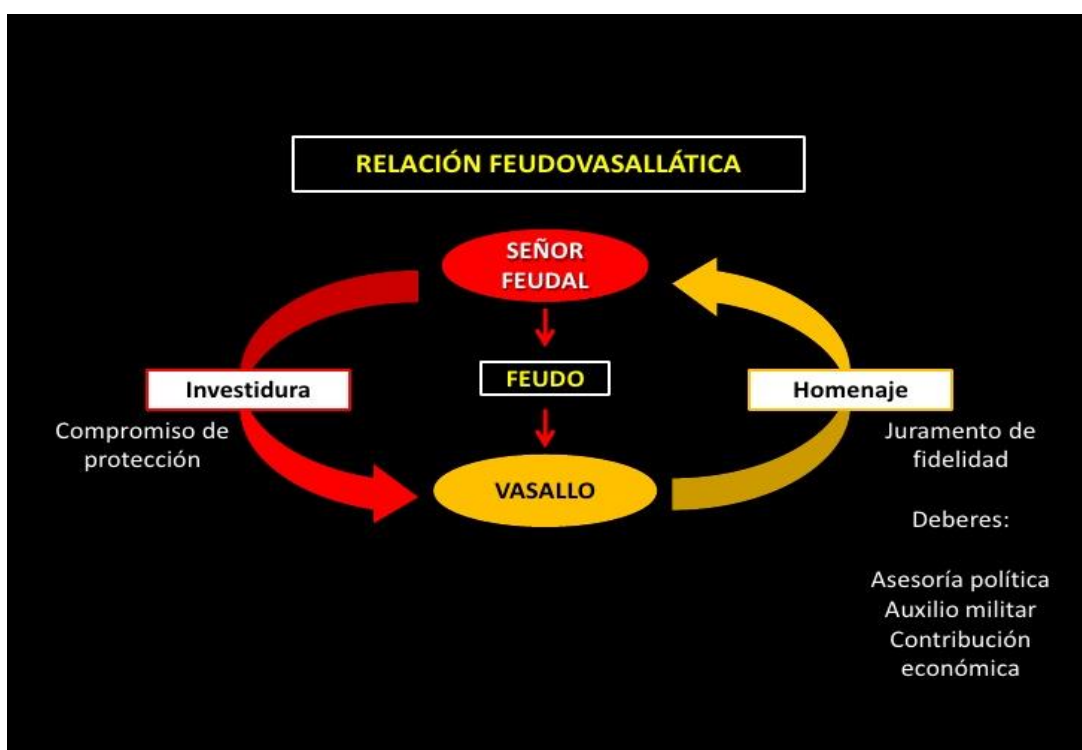 RELACIÓN FEUDOVASALLÁTICA
SEÑOR
FEUDAL
FEUDO
VASALLO
Investidura
Compromiso de
protección
Homenaje
Juramento de
fidelidad
Deberes:
Asesoría política
Auxilio militar
Contribución
económica